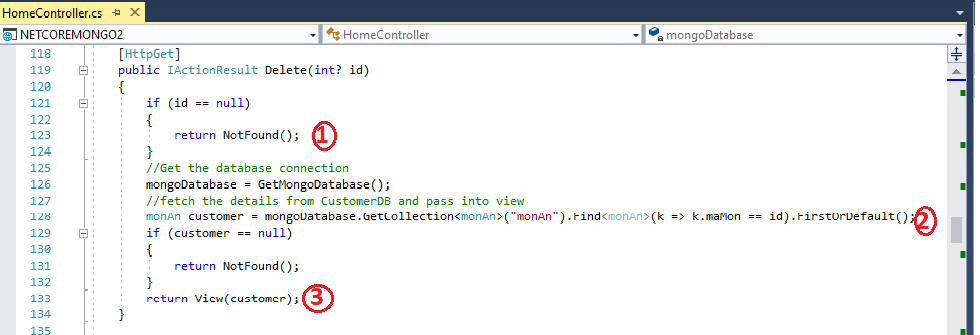 HomeController.cs
NETCOREMONGO2 HomeController mongoDatabase
118 [HttpGet]
119 public IActionResult Delete(int? id)
120 {
121 if (id == null)
122 {
123 return NotFound(); 1
124 }
125 //Get the database connection
126 mongoDatabase = GetMongoDatabase();
127 //fetch the details from CustomerDB and pass into view
128 monAn customer = mongoDatabase.GetCollection<monAn>("monAn").Find<monAn>(k => k.maMon == id).FirstOrDefault(); 2
129 if (customer == null)
130 {
131 return NotFound();
132 }
133 return View(customer); 3
134 }
135